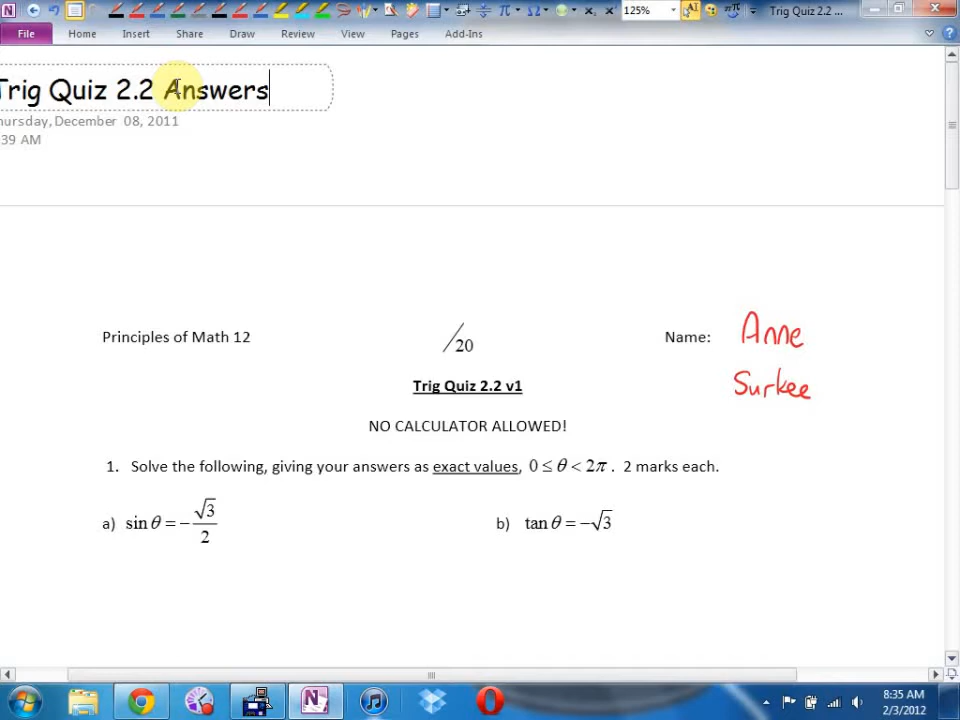 125% Trig Quiz 2.2 ...
File Home Insert Share Draw Review View Pages Add-Ins
Trig Quiz 2.2 Answers
hursday, December 08, 2011
:39 AM
Principles of Math 12 /20 Name: Anne
Surkee
Trig Quiz 2.2 v1
NO CALCULATOR ALLOWED!
1. Solve the following, giving your answers as exact values, 0 ≤ θ < 2π . 2 marks each.
a) sin θ = -√3/2 b) tan θ = -√3
8:35 AM
2/3/2012